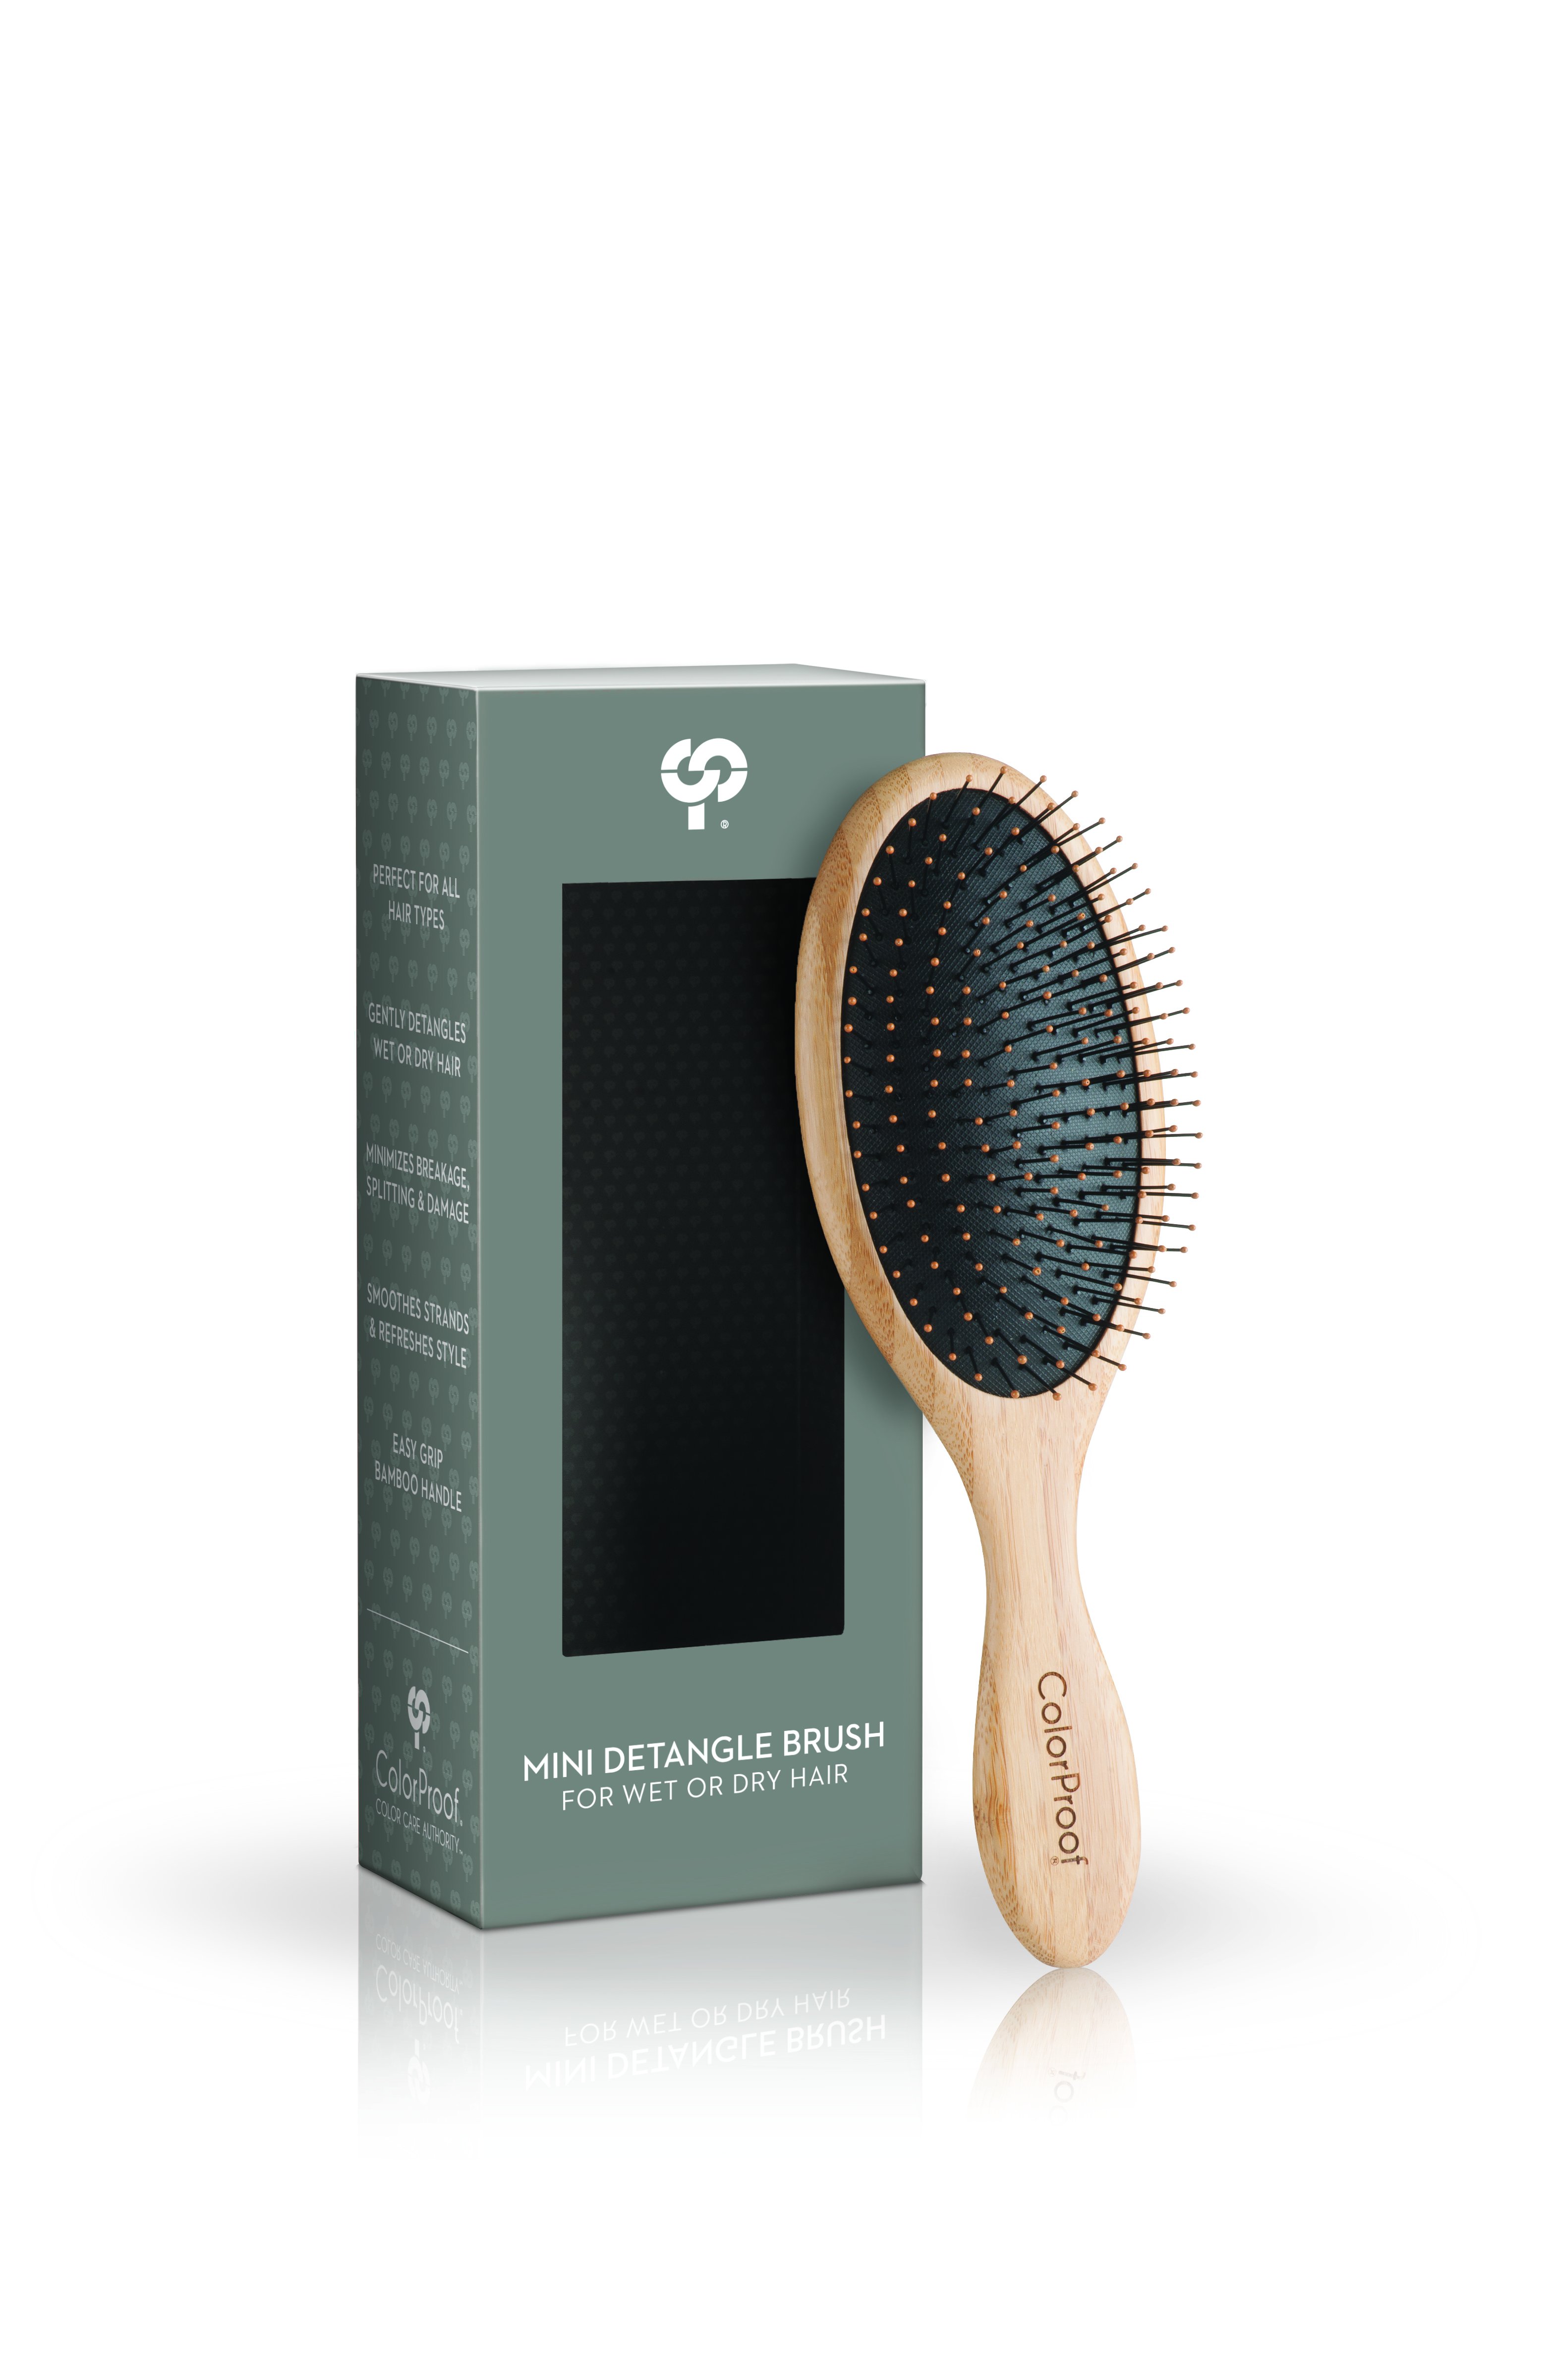 PERFECT FOR ALL
HAIR TYPES
GENTLY DETANGLES
WET OR DRY HAIR
MINIMIZES BREAKAGE,
SPLITTING & DAMAGE
SMOOTHES STRANDS
& REFRESHES STYLE
EASY GRIP
BAMBOO HANDLE
ColorProof®
COLOR CARE AUTHORITY™
®
MINI DETANGLE BRUSH
FOR WET OR DRY HAIR
ColorProof®